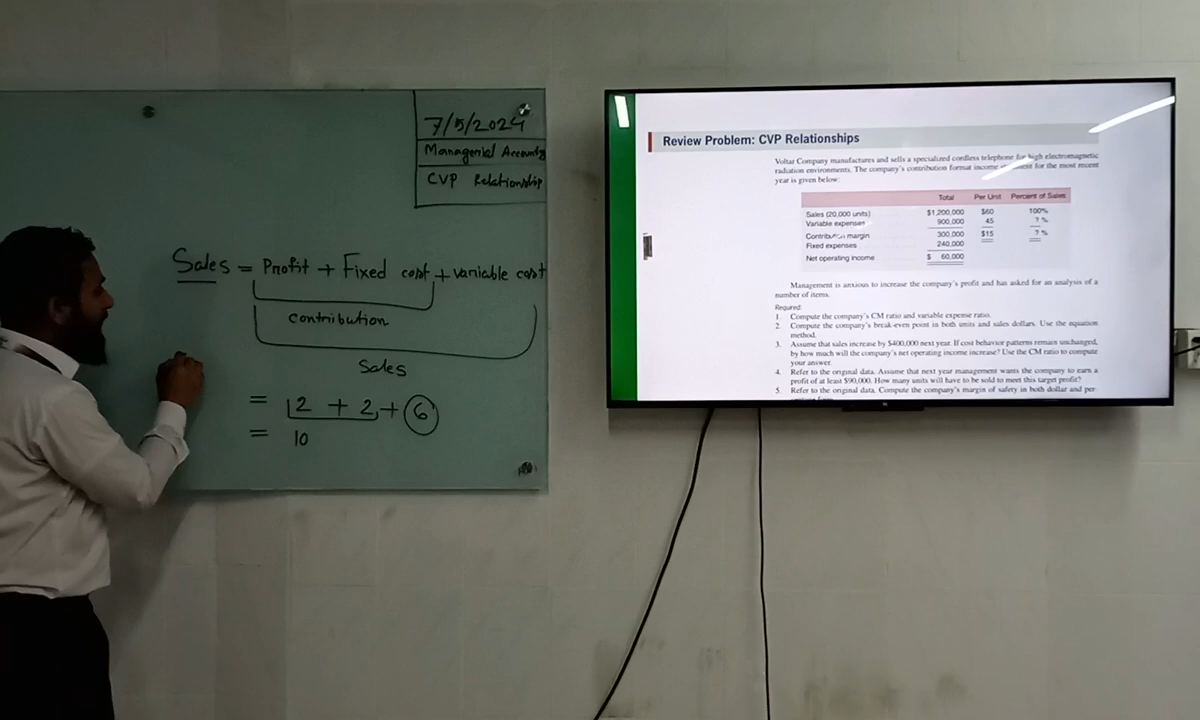 7/5/2024
Managerial Accounting
CVP Relationship
Sales = Profit + Fixed cost + variable cost
contribution
Sales
= 2 + 2 + 6
= 10
Review Problem: CVP Relationships
Voltar Company manufactures and sells a specialized cordless telephone for high electromagnetic
radiation environments. The company's contribution format income for the most recent
year is given below:
Total Per Unit Percent of Sales
Sales (20,000 units) $1,200,000 $60 100%
Variable expenses 900,000 45 ? %
Contribution margin 300,000 $15 ? %
Fixed expenses 240,000
Net operating income $ 60,000
Management is anxious to increase the company's profit and has asked for an analysis of a
number of items.
Required:
1. Compute the company's CM ratio and variable expense ratio.
2. Compute the company's break-even point in both units and sales dollars. Use the equation
method.
3. Assume that sales increase by $400,000 next year. If cost behavior patterns remain unchanged,
by how much will the company's net operating income increase? Use the CM ratio to compute
your answer.
4. Refer to the original data. Assume that next year management wants the company to earn a
profit of at least $90,000. How many units will have to be sold to meet this target profit?
5. Refer to the original data. Compute the company's margin of safety in both dollar and per-